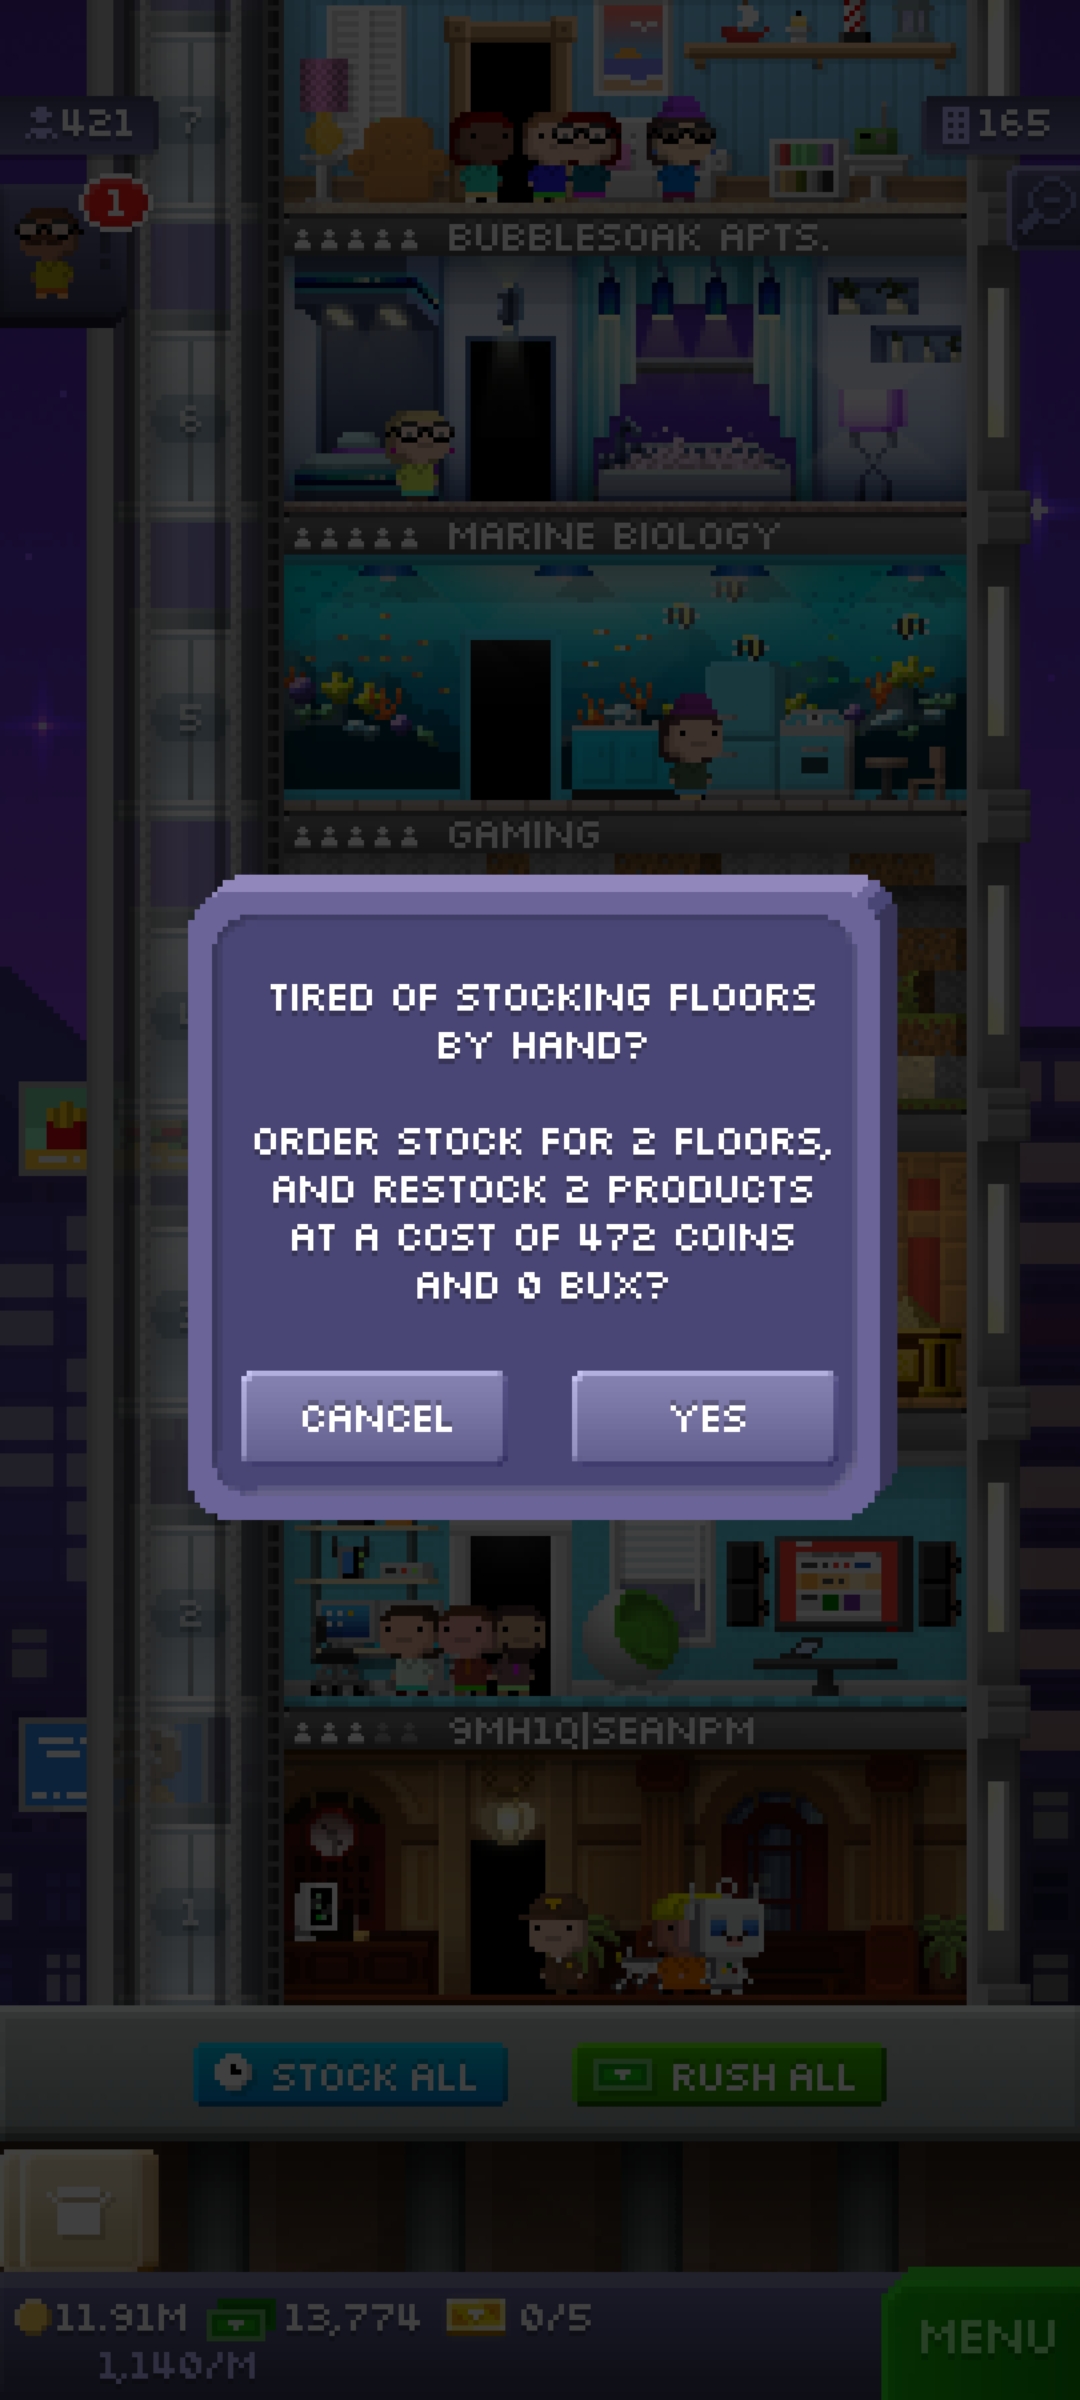 421
7
165
1
BUBBLESOAK APTS.
6
MARINE BIOLOGY
5
GAMING
TIRED OF STOCKING FLOORS
BY HAND?
ORDER STOCK FOR 2 FLOORS,
AND RESTOCK 2 PRODUCTS
AT A COST OF 472 COINS
AND 0 BUX?
CANCEL
YES
2
9MH1Q|SEANPM
1
STOCK ALL
RUSH ALL
11.91M
13,774
0/5
1,140/M
MENU